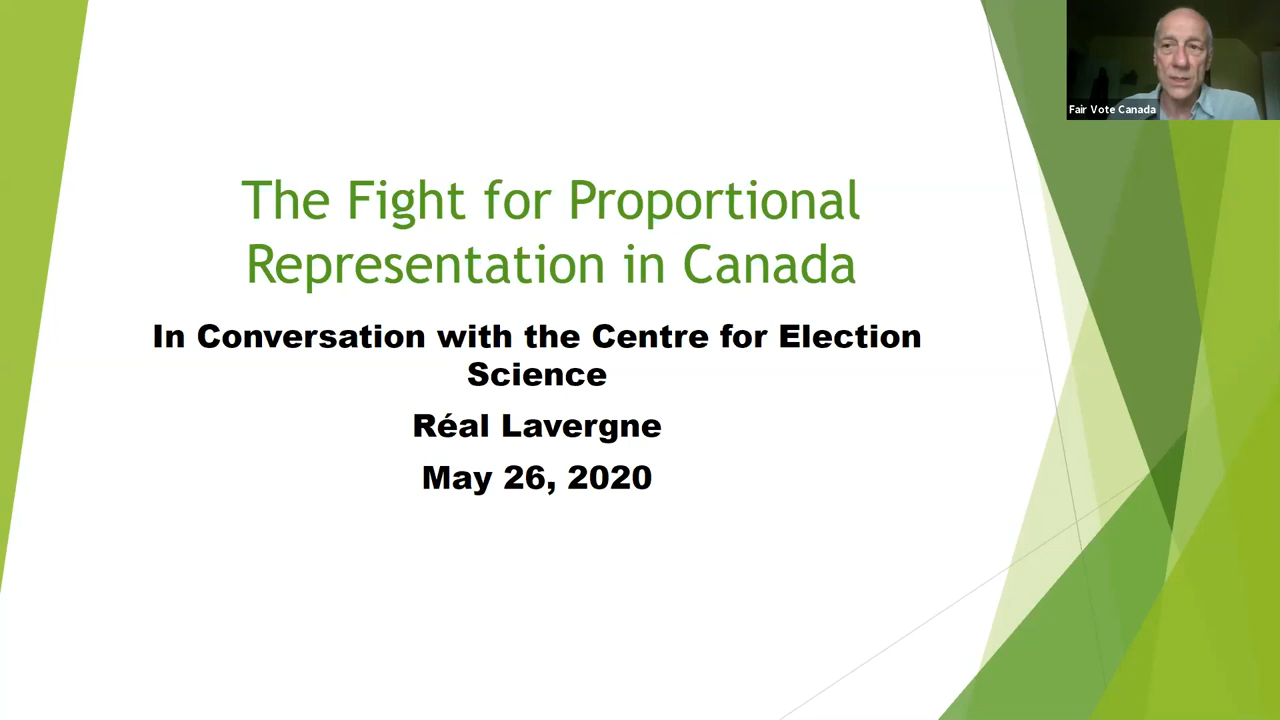 Fair Vote Canada
The Fight for Proportional
Representation in Canada
In Conversation with the Centre for Election
Science
Réal Lavergne
May 26, 2020